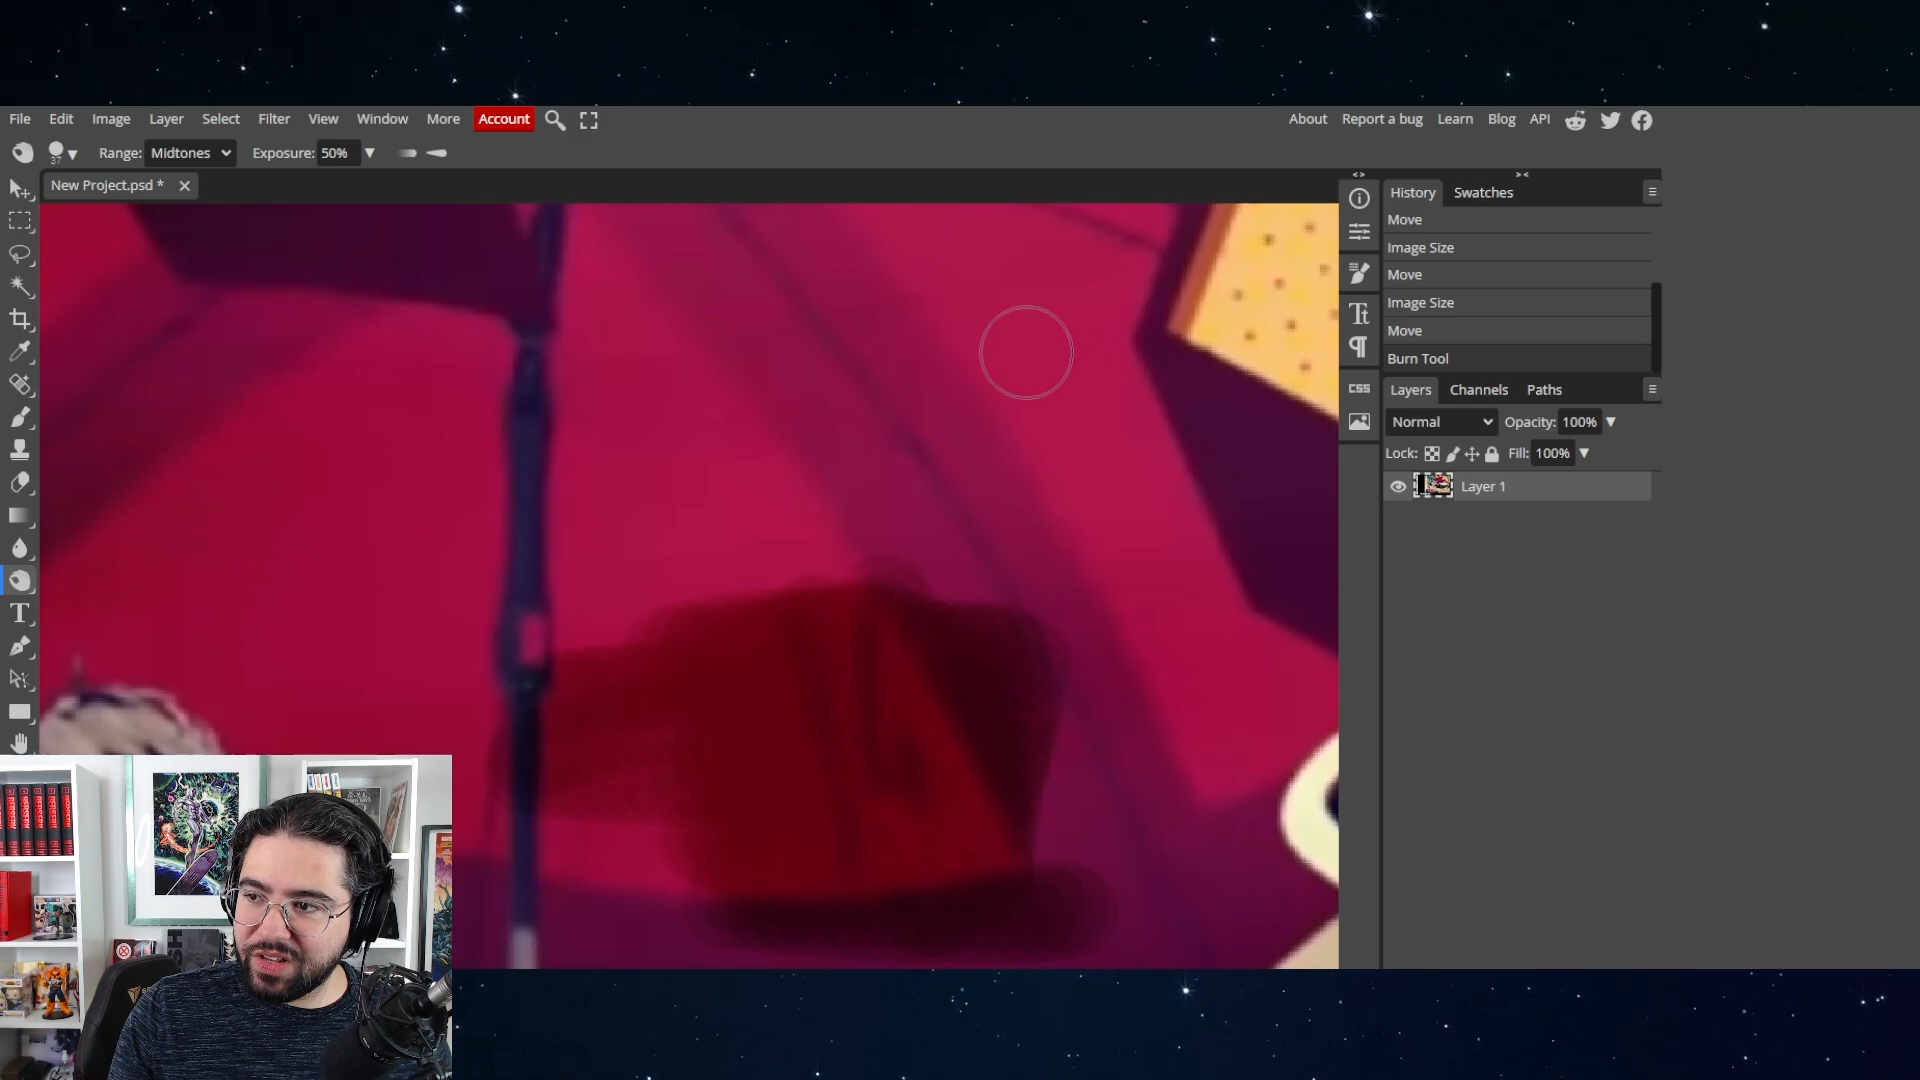 File Edit Image Layer Select Filter View Window More Account About Report a bug Learn Blog API
37 Range: Midtones Exposure: 50%
New Project.psd *
History Swatches
Move
Image Size
Move
Image Size
Move
Burn Tool
Layers Channels Paths
Normal Opacity: 100%
Lock: Fill: 100%
Layer 1
CSS